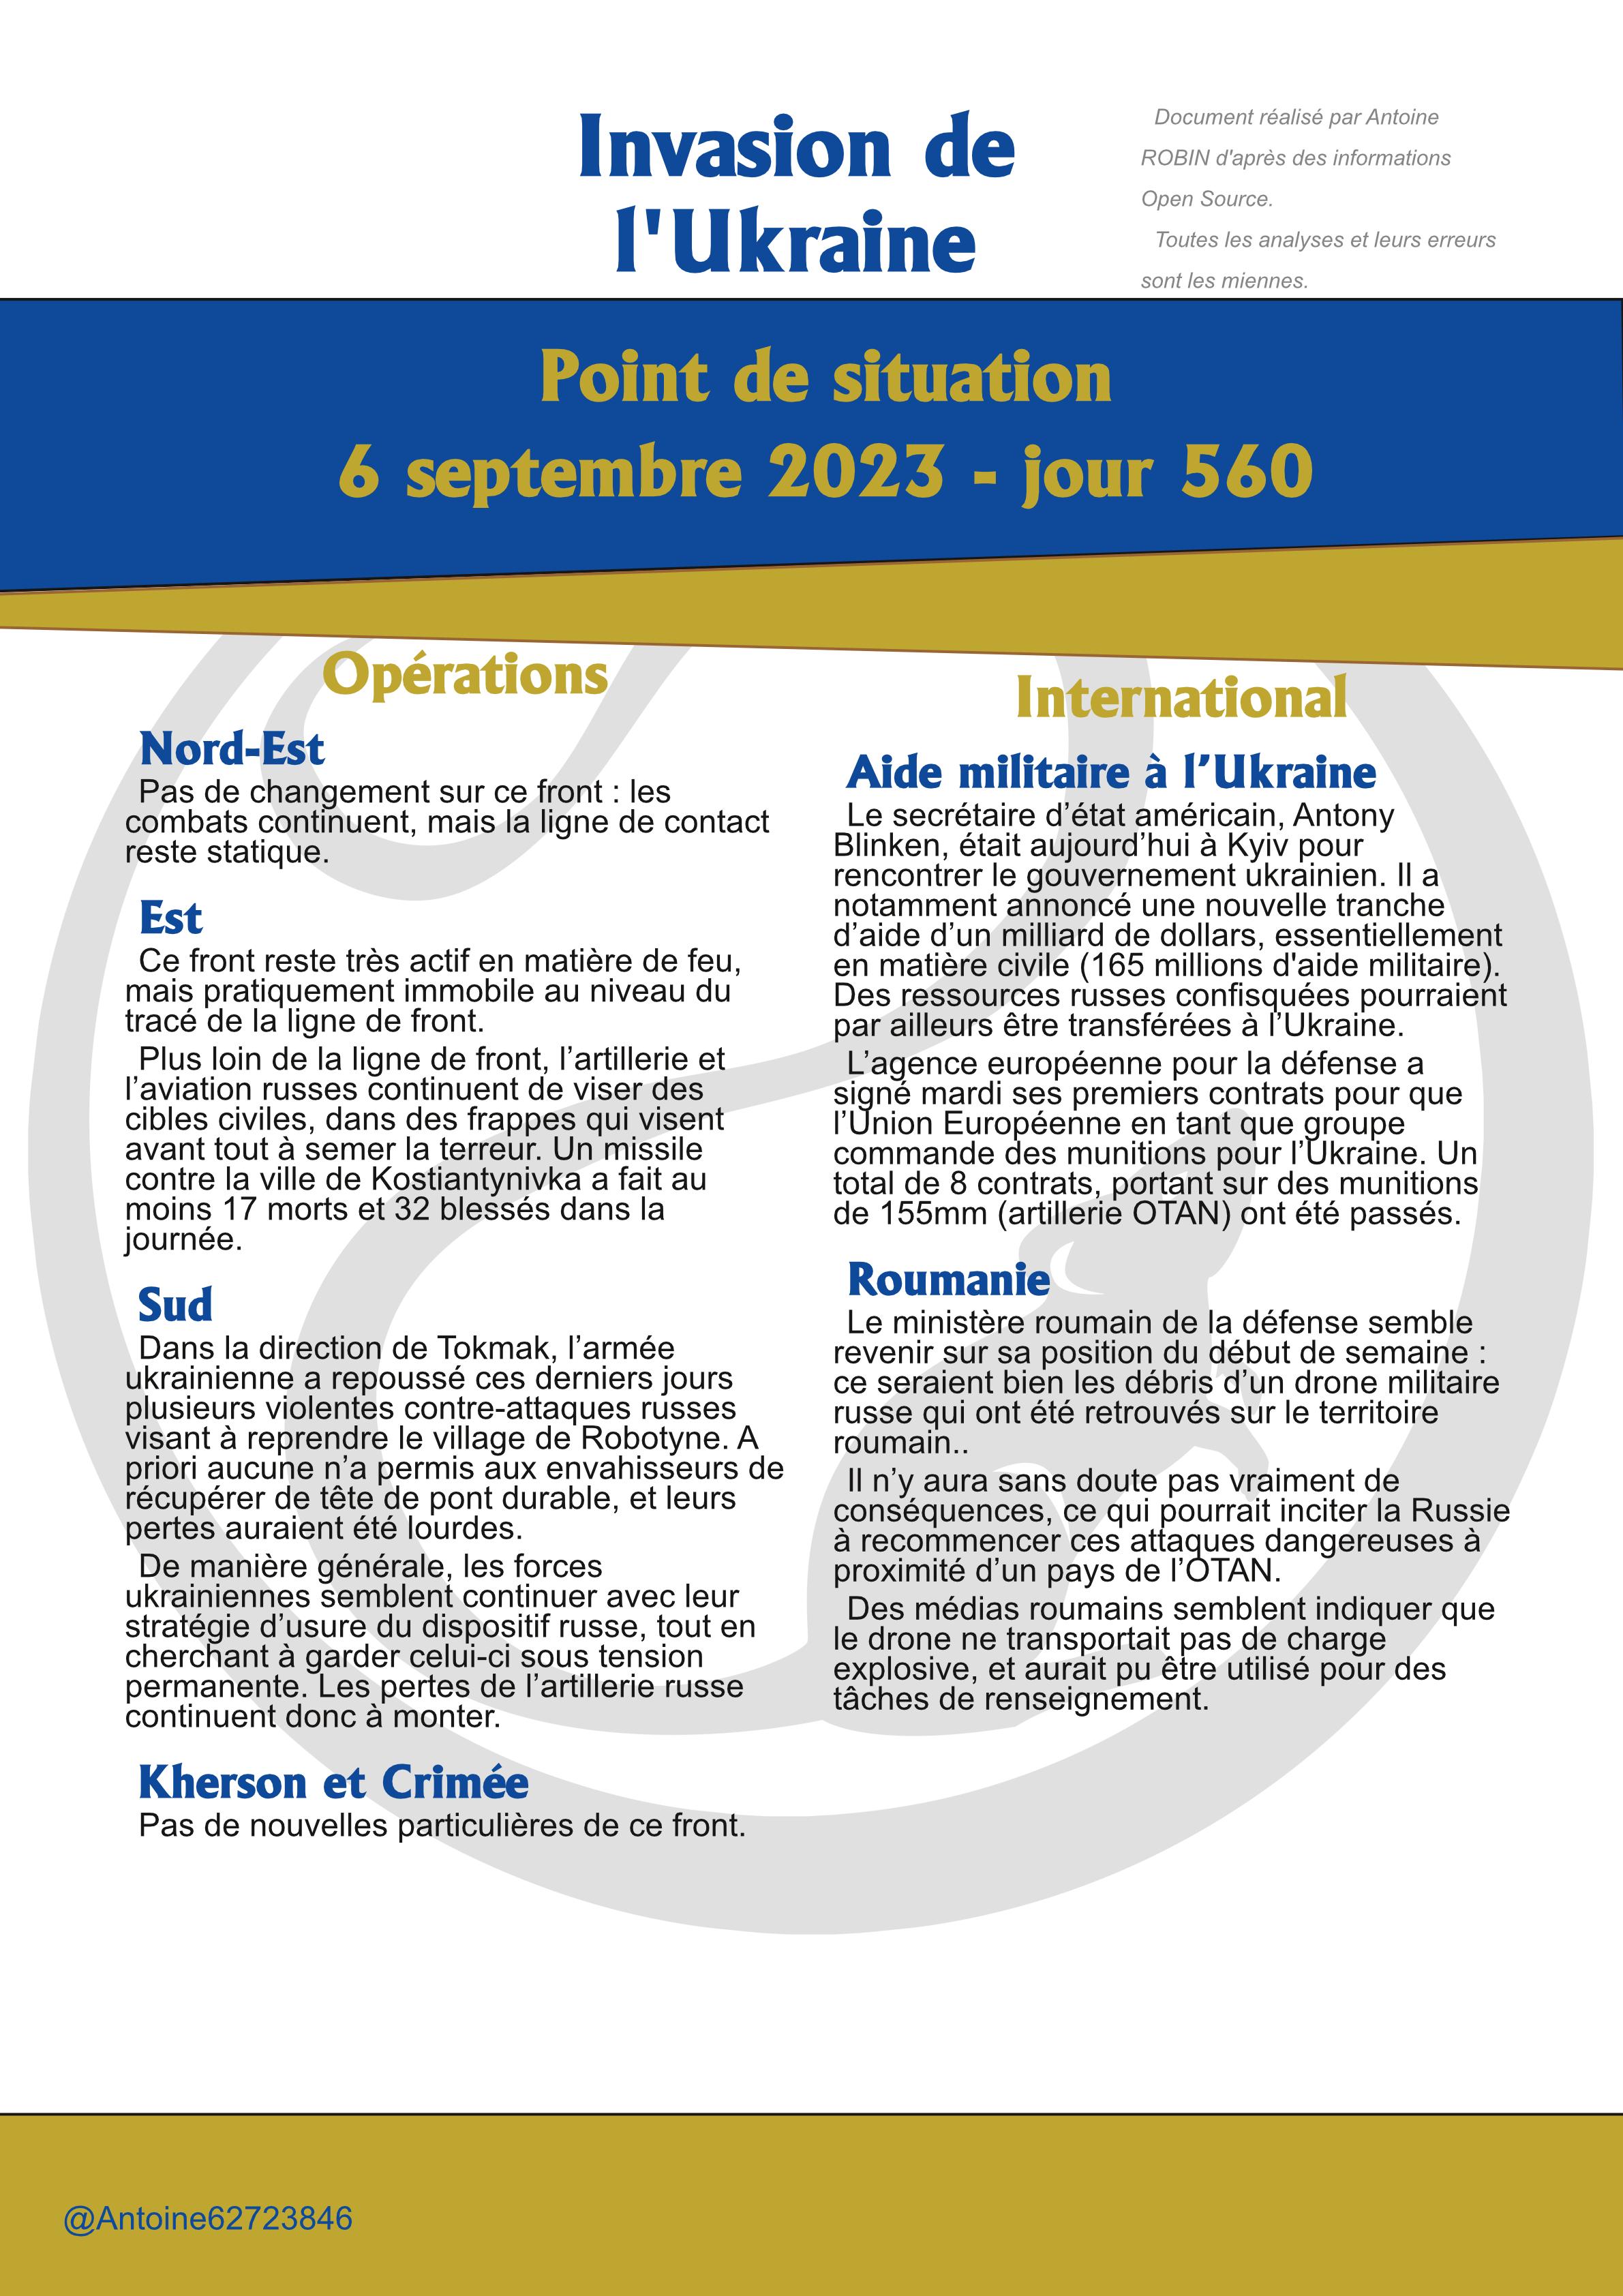 Invasion de
l'Ukraine
Document réalisé par Antoine
ROBIN d'après des informations
Open Source.
Toutes les analyses et leurs erreurs
sont les miennes.
Point de situation
6 septembre 2023 - jour 560
Opérations
Nord-Est
Pas de changement sur ce front : les
combats continuent, mais la ligne de contact
reste statique.
Est
Ce front reste très actif en matière de feu,
mais pratiquement immobile au niveau du
tracé de la ligne de front.
Plus loin de la ligne de front, l’artillerie et
l’aviation russes continuent de viser des
cibles civiles, dans des frappes qui visent
avant tout à semer la terreur. Un missile
contre la ville de Kostiantynivka a fait au
moins 17 morts et 32 blessés dans la
journée.
Sud
Dans la direction de Tokmak, l’armée
ukrainienne a repoussé ces derniers jours
plusieurs violentes contre-attaques russes
visant à reprendre le village de Robotyne. A
priori aucune n’a permis aux envahisseurs de
récupérer de tête de pont durable, et leurs
pertes auraient été lourdes.
De manière générale, les forces
ukrainiennes semblent continuer avec leur
stratégie d’usure du dispositif russe, tout en
cherchant à garder celui-ci sous tension
permanente. Les pertes de l’artillerie russe
continuent donc à monter.
Kherson et Crimée
Pas de nouvelles particulières de ce front.
International
Aide militaire à l’Ukraine
Le secrétaire d’état américain, Antony
Blinken, était aujourd’hui à Kyiv pour
rencontrer le gouvernement ukrainien. Il a
notamment annoncé une nouvelle tranche
d’aide d’un milliard de dollars, essentiellement
en matière civile (165 millions d'aide militaire).
Des ressources russes confisquées pourraient
par ailleurs être transférées à l’Ukraine.
L’agence européenne pour la défense a
signé mardi ses premiers contrats pour que
l’Union Européenne en tant que groupe
commande des munitions pour l’Ukraine. Un
total de 8 contrats, portant sur des munitions
de 155mm (artillerie OTAN) ont été passés.
Roumanie
Le ministère roumain de la défense semble
revenir sur sa position du début de semaine :
ce seraient bien les débris d’un drone militaire
russe qui ont été retrouvés sur le territoire
roumain..
Il n’y aura sans doute pas vraiment de
conséquences, ce qui pourrait inciter la Russie
à recommencer ces attaques dangereuses à
proximité d’un pays de l’OTAN.
Des médias roumains semblent indiquer que
le drone ne transportait pas de charge
explosive, et aurait pu être utilisé pour des
tâches de renseignement.
@Antoine62723846